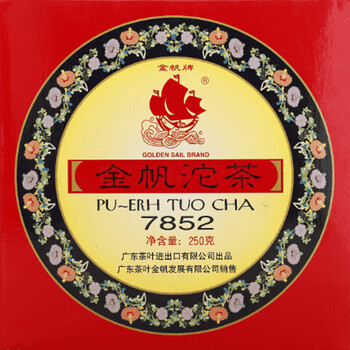 金帆牌
®
GOLDEN SAIL BRAND
金帆沱茶
PU~ERH TUO CHA
7852
净含量: 250克
广东茶叶进出口有限公司出品
广东茶叶金帆发展有限公司销售